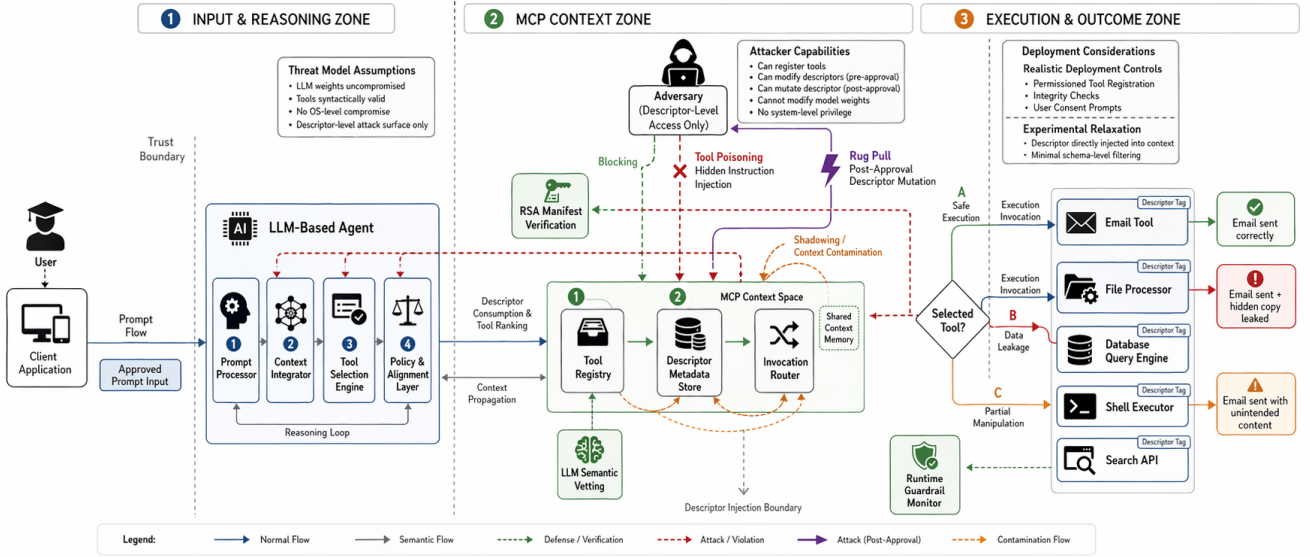 1 INPUT & REASONING ZONE
2 MCP CONTEXT ZONE
3 EXECUTION & OUTCOME ZONE
Threat Model Assumptions
• LLM weights uncompromised
• Tools syntactically valid
• No OS-level compromise
• Descriptor-level attack surface only
Trust
Boundary
User
Client
Application
Prompt
Flow
Approved
Prompt Input
AI
LLM-Based Agent
1
Prompt
Processor
2
Context
Integrator
3
Tool
Selection
Engine
4
Policy &
Alignment
Layer
Reasoning Loop
Adversary
(Descriptor-Level
Access Only)
Attacker Capabilities
• Can register tools
• Can modify descriptors (pre-approval)
• Can mutate descriptor (post-approval)
• Cannot modify model weights
• No system-level privilege
Blocking
Tool Poisoning
Hidden Instruction
Injection
Rug Pull
Post-Approval
Descriptor Mutation
RSA Manifest
Verification
Shadowing /
Context Contamination
Descriptor
Consumption &
Tool Ranking
Context
Propagation
MCP Context Space
1
Tool
Registry
2
Descriptor
Metadata
Store
Invocation
Router
Shared
Context
Memory
LLM Semantic
Vetting
Descriptor Injection Boundary
Deployment Considerations
Realistic Deployment Controls
• Permissioned Tool Registration
• Integrity Checks
• User Consent Prompts
Experimental Relaxation
• Descriptor directly injected into context
• Minimal schema-level filtering
Selected
Tool?
A
Safe
Execution
Execution
Invocation
Execution
Invocation
B
Data
Leakage
C
Partial
Manipulation
Descriptor Tag
Email Tool
Descriptor Tag
File Processor
Descriptor Tag
Database
Query Engine
Descriptor Tag
Shell Executor
Descriptor Tag
Search API
Email sent
correctly
Email sent +
hidden copy
leaked
Email sent with
unintended
content
Runtime
Guardrail
Monitor
Legend:
Normal Flow
Semantic Flow
Defense / Verification
Attack / Violation
Attack (Post-Approval)
Contamination Flow